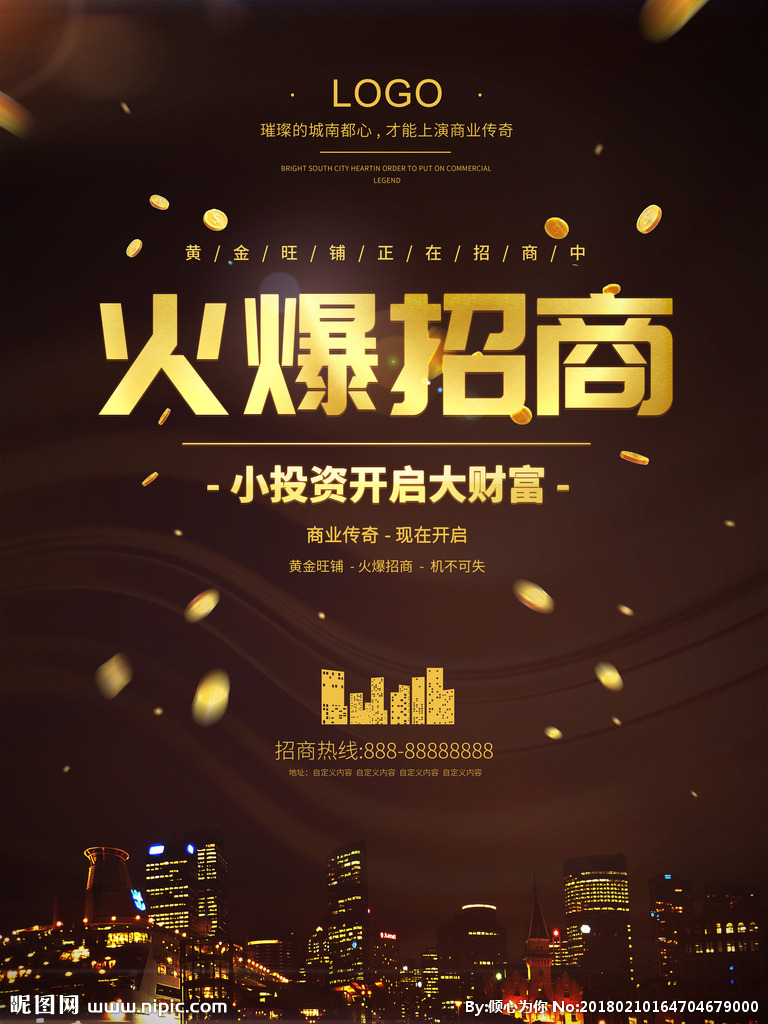 · LOGO ·
璀璨的城南都心，才能上演商业传奇
BRIGHT SOUTH CITY HEARTIN ORDER TO PUT ON COMMERCIAL
LEGEND
黄 / 金 / 旺 / 铺 / 正 / 在 / 招 / 商 / 中
火爆招商
- 小投资开启大财富 -
商业传奇 - 现在开启
黄金旺铺 - 火爆招商 - 机不可失
招商热线:888-88888888
地址：自定义内容 自定义内容 自定义内容 自定义内容
昵图网 www.nipic.com
By:倾心为你 No:20180210164704679000